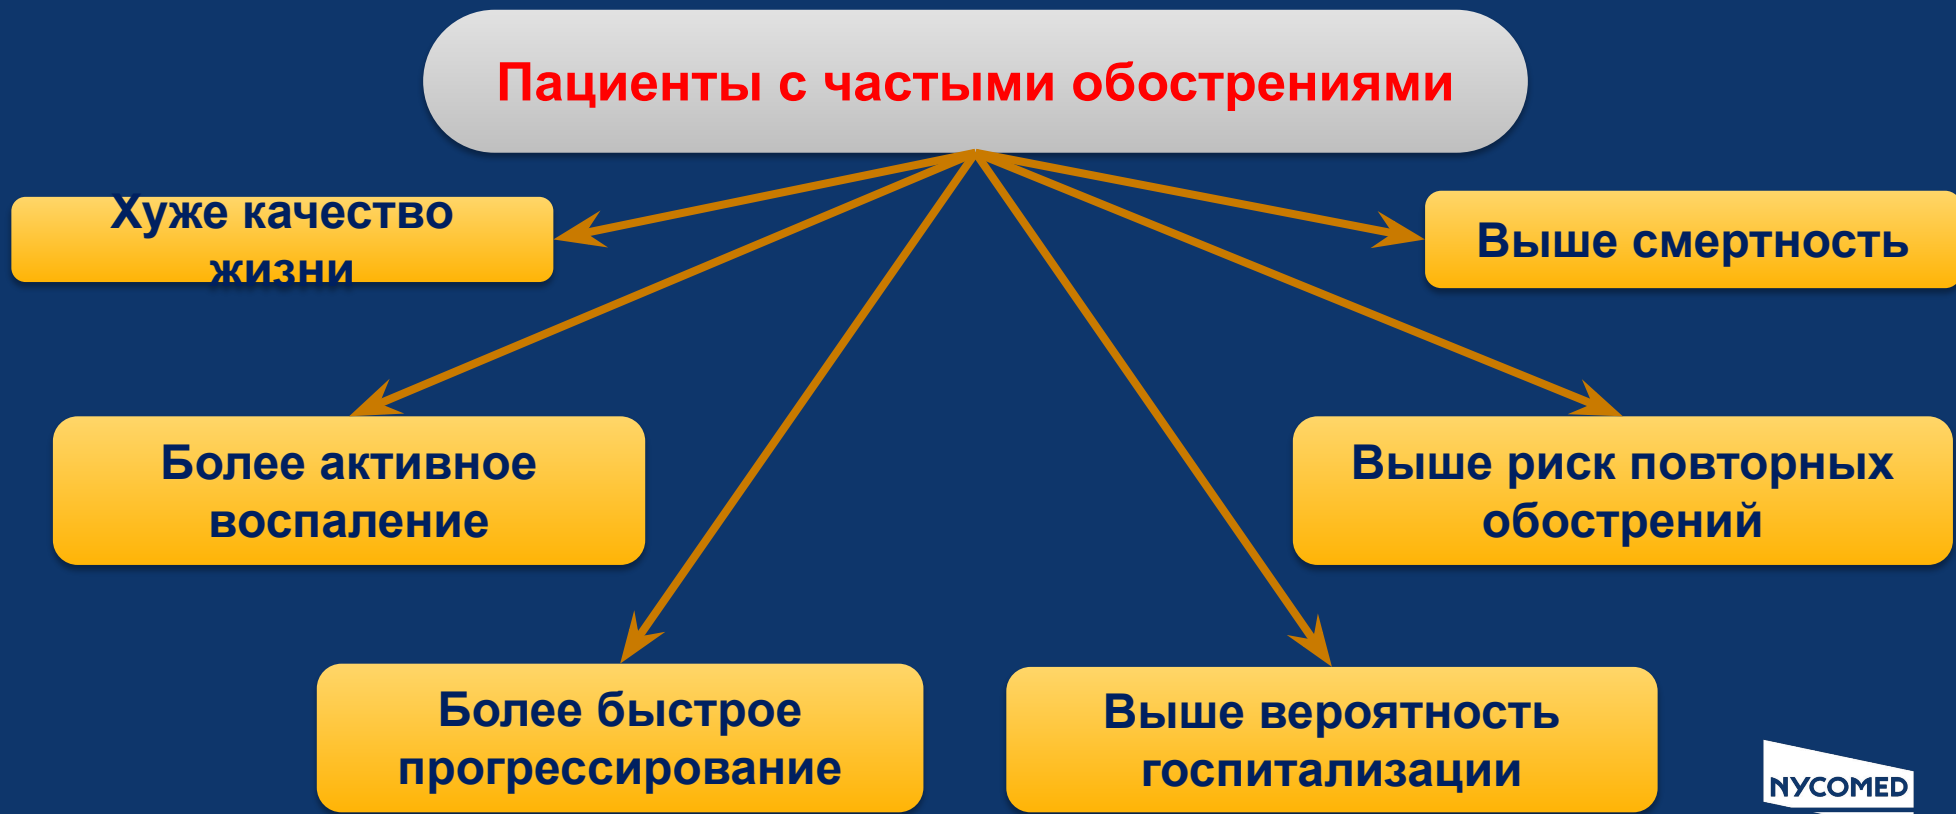 Пациенты с частыми обострениями
Хуже качество
жизни
Выше смертность
Более активное
воспаление
Выше риск повторных
обострений
Более быстрое
прогрессирование
Выше вероятность
госпитализации
NYCOMED